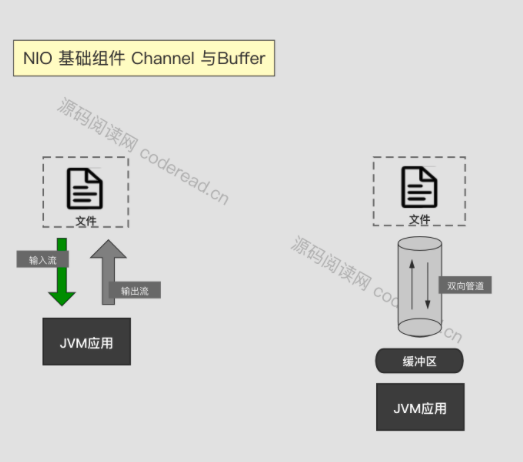 NIO 基础组件 Channel 与Buffer
源码阅读网 coderead.cn
文件
文件
输入流
输出流
源码阅读网 co
d.cn
双向管道
JVM应用
缓冲区
JVM应用